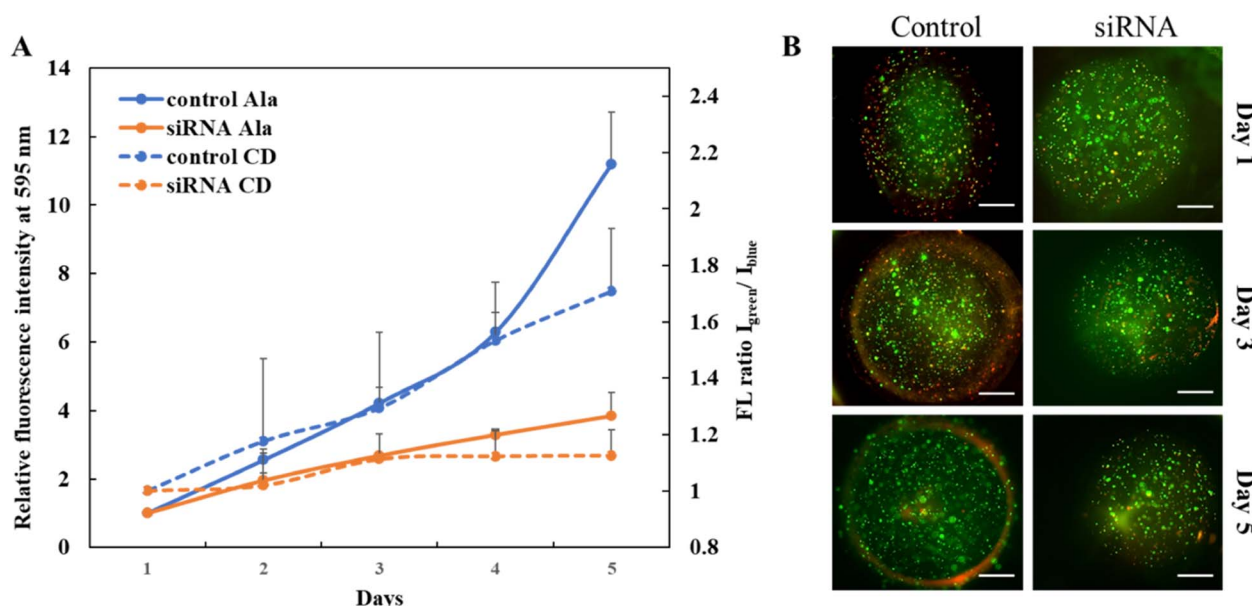 A
Relative fluorescence intensity at 595 nm
14
12
10
8
6
4
2
0
control Ala
siRNA Ala
control CD
siRNA CD
1
2
3
4
5
Days
2.4
2.2
2
1.8
1.6
1.4
1.2
1
0.8
FL ratio Igreen/ Iblue
B
Control
siRNA
Day 1
Day 3
Day 5